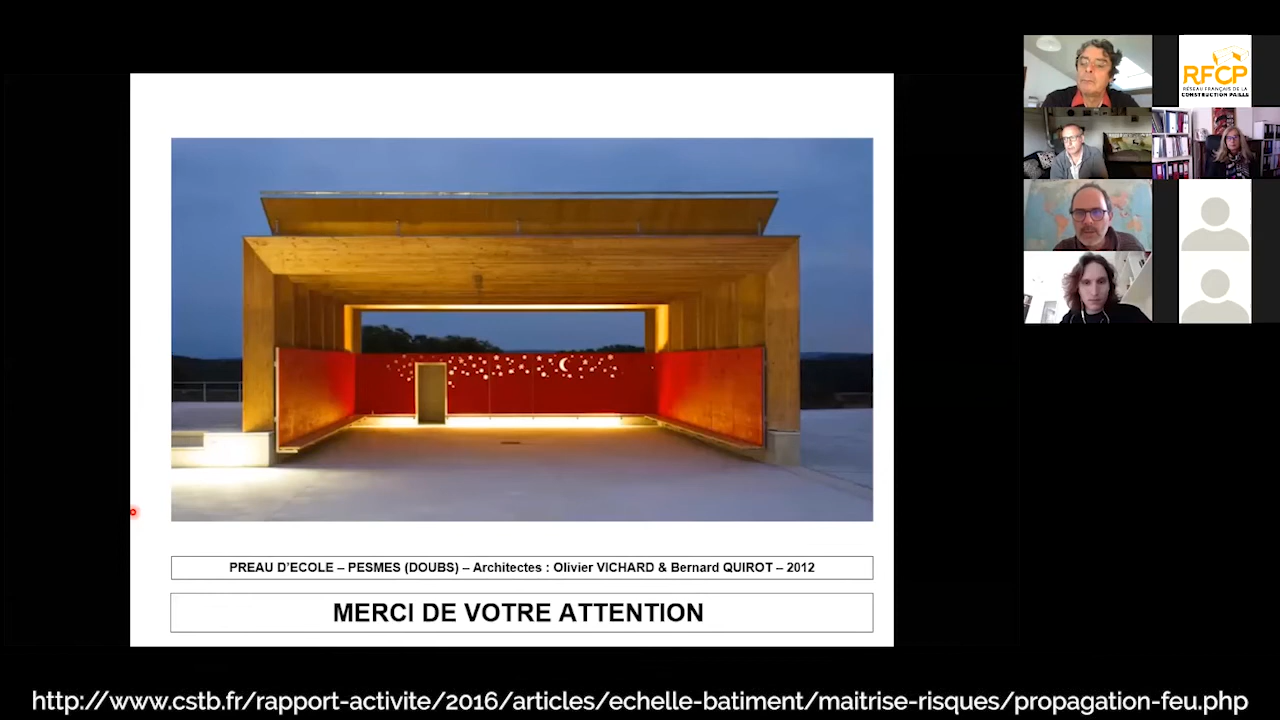 RFCP
RÉSEAU FRANÇAIS DE LA
CONSTRUCTION PAILLE
PREAU D'ECOLE – PESMES (DOUBS) – Architectes : Olivier VICHARD & Bernard QUIROT – 2012
MERCI DE VOTRE ATTENTION
http://www.cstb.fr/rapport-activite/2016/articles/echelle-batiment/maitrise-risques/propagation-feu.php